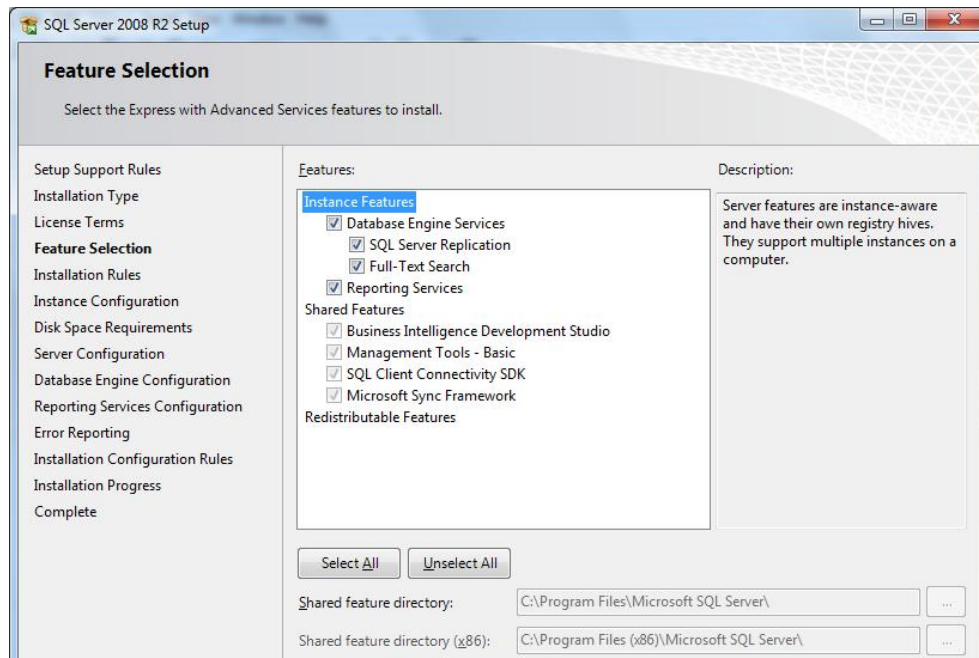 SQL Server 2008 R2 Setup
Feature Selection
Select the Express with Advanced Services features to install.
Setup Support Rules
Installation Type
License Terms
Feature Selection
Installation Rules
Instance Configuration
Disk Space Requirements
Server Configuration
Database Engine Configuration
Reporting Services Configuration
Error Reporting
Installation Configuration Rules
Installation Progress
Complete
Features:
Instance Features
Database Engine Services
SQL Server Replication
Full-Text Search
Reporting Services
Shared Features
Business Intelligence Development Studio
Management Tools - Basic
SQL Client Connectivity SDK
Microsoft Sync Framework
Redistributable Features
Description:
Server features are instance-aware
and have their own registry hives.
They support multiple instances on a
computer.
Select All
Unselect All
Shared feature directory:
C:\Program Files\Microsoft SQL Server\
...
Shared feature directory (x86):
C:\Program Files (x86)\Microsoft SQL Server\
...